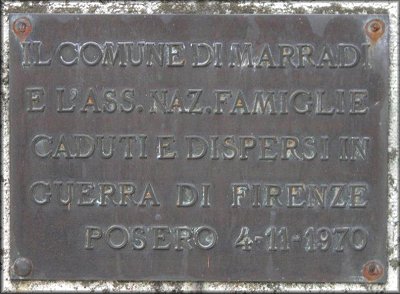 IL COMUNE DI MARRADI
E L'ASS. NAZ. FAMIGLIE
CADUTI E DISPERSI IN
GUERRA DI FIRENZE
POSERO 4-11-1970